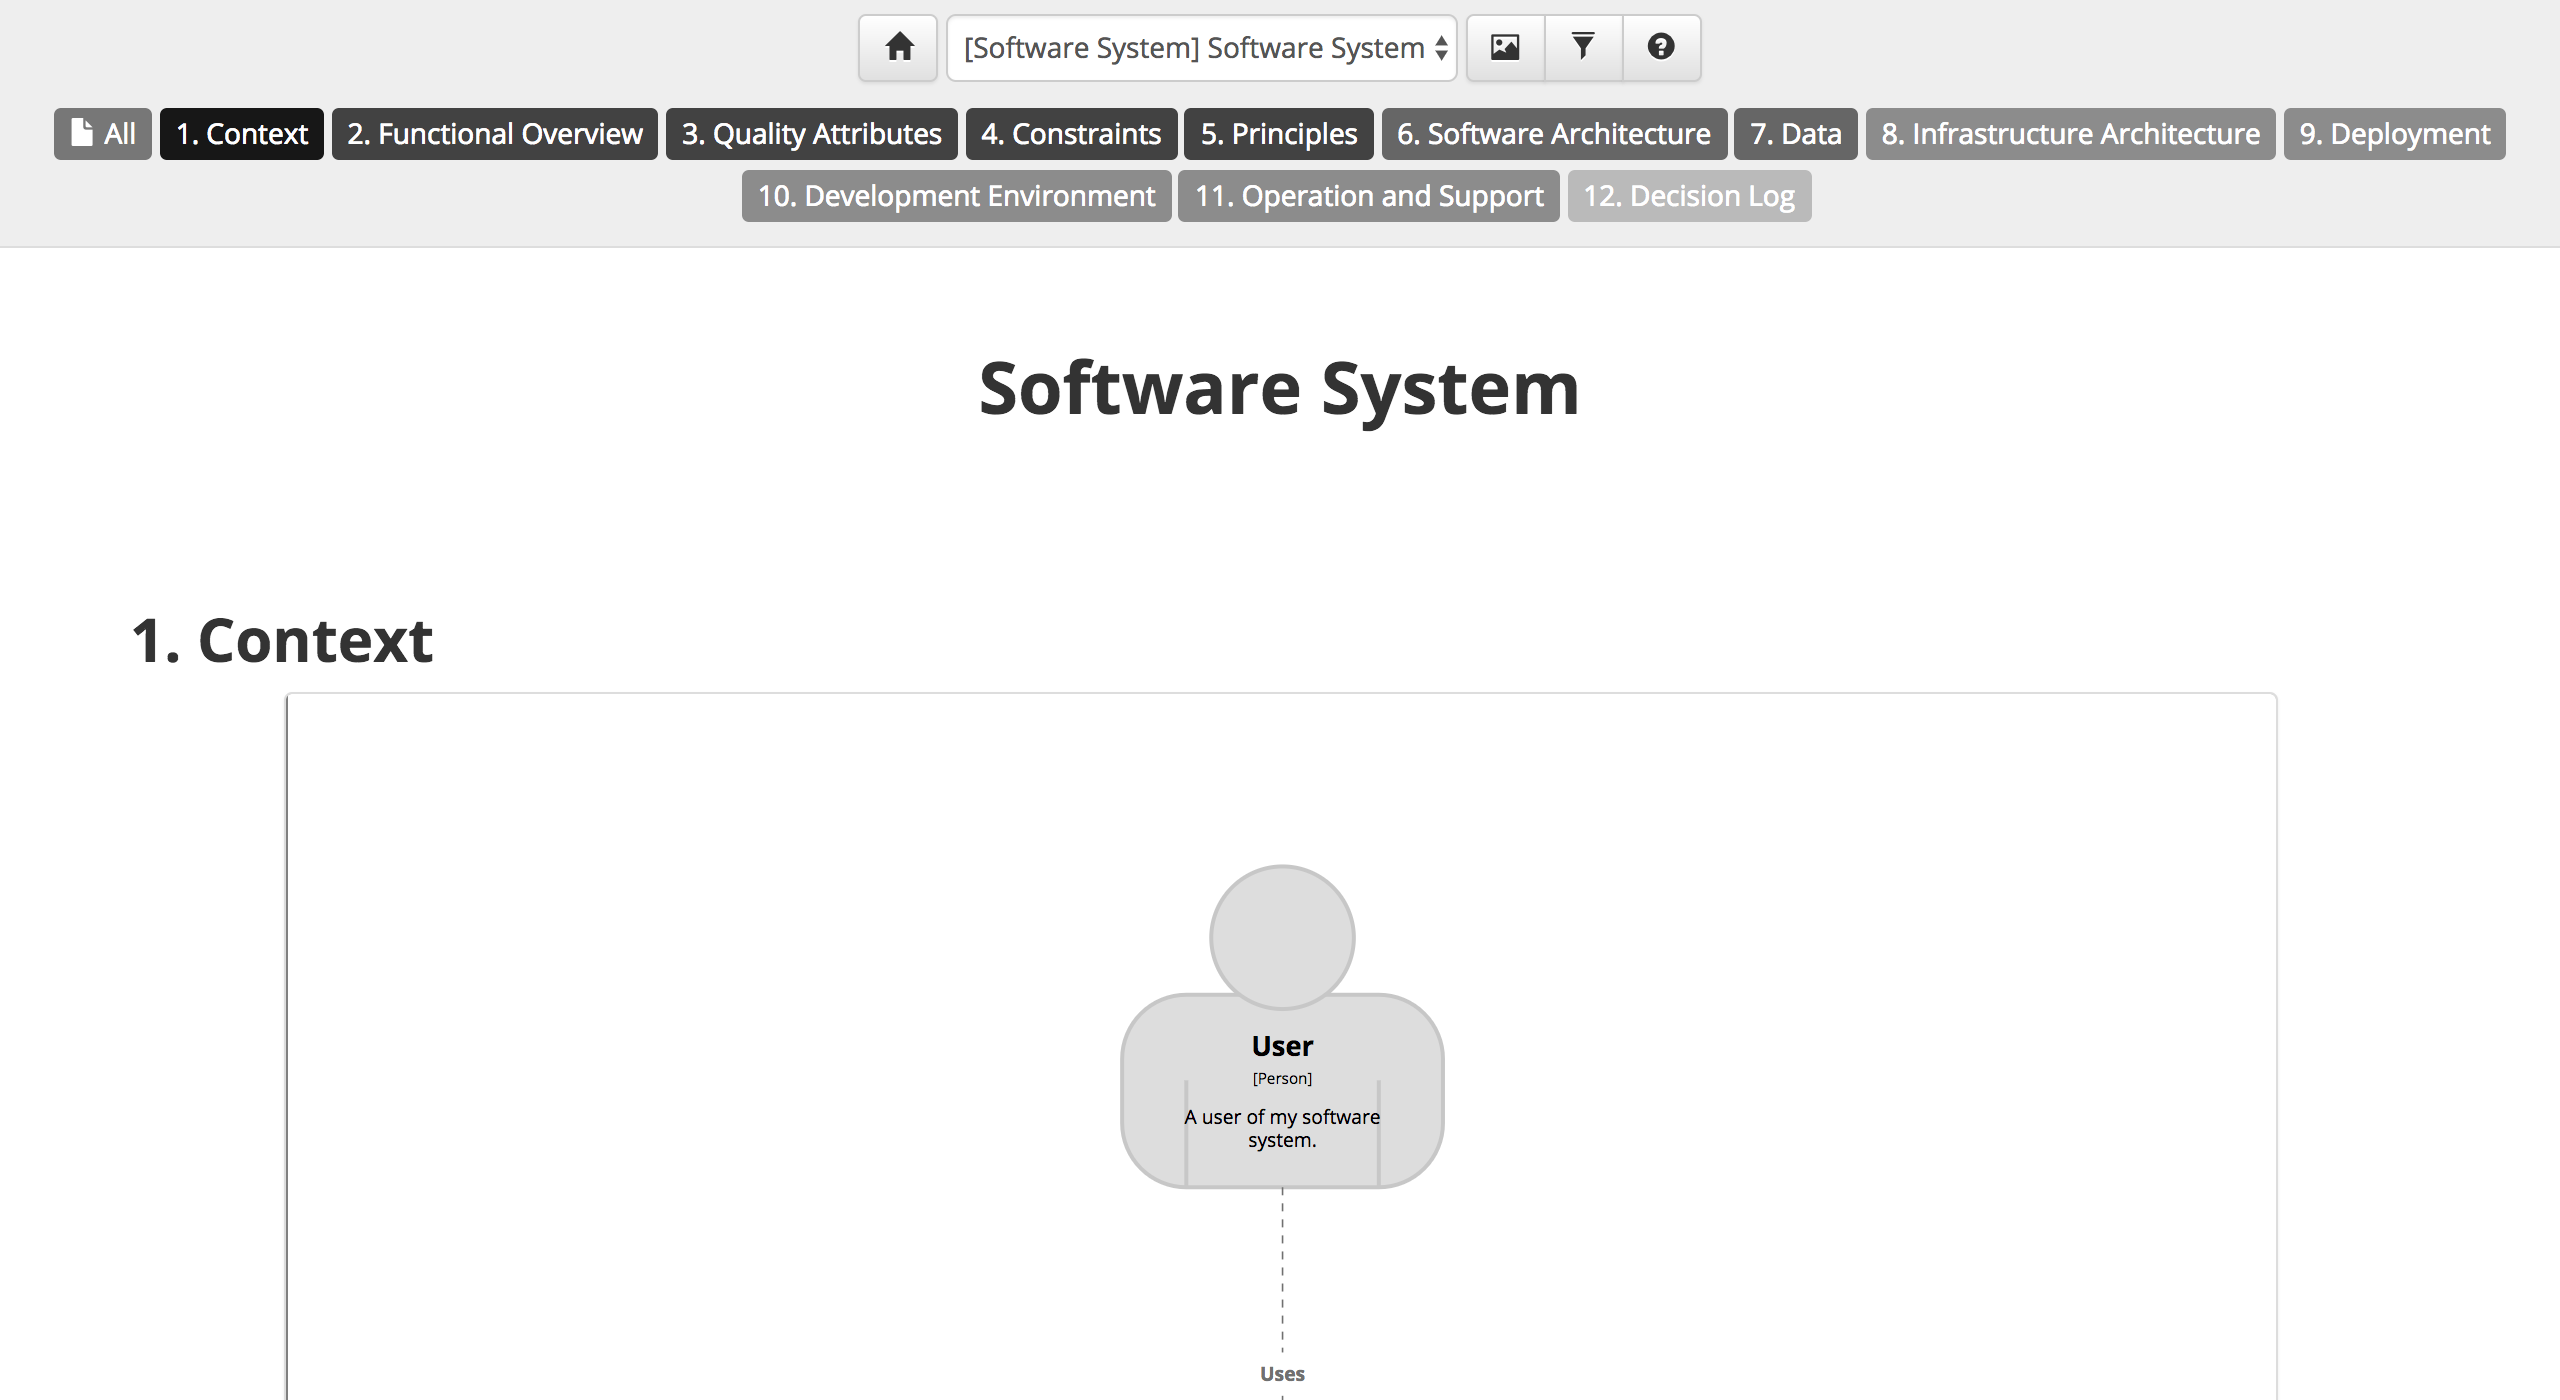 [Software System] Software System
All
1. Context
2. Functional Overview
3. Quality Attributes
4. Constraints
5. Principles
6. Software Architecture
7. Data
8. Infrastructure Architecture
9. Deployment
10. Development Environment
11. Operation and Support
12. Decision Log
Software System
1. Context
User
[Person]
A user of my software
system.
Uses